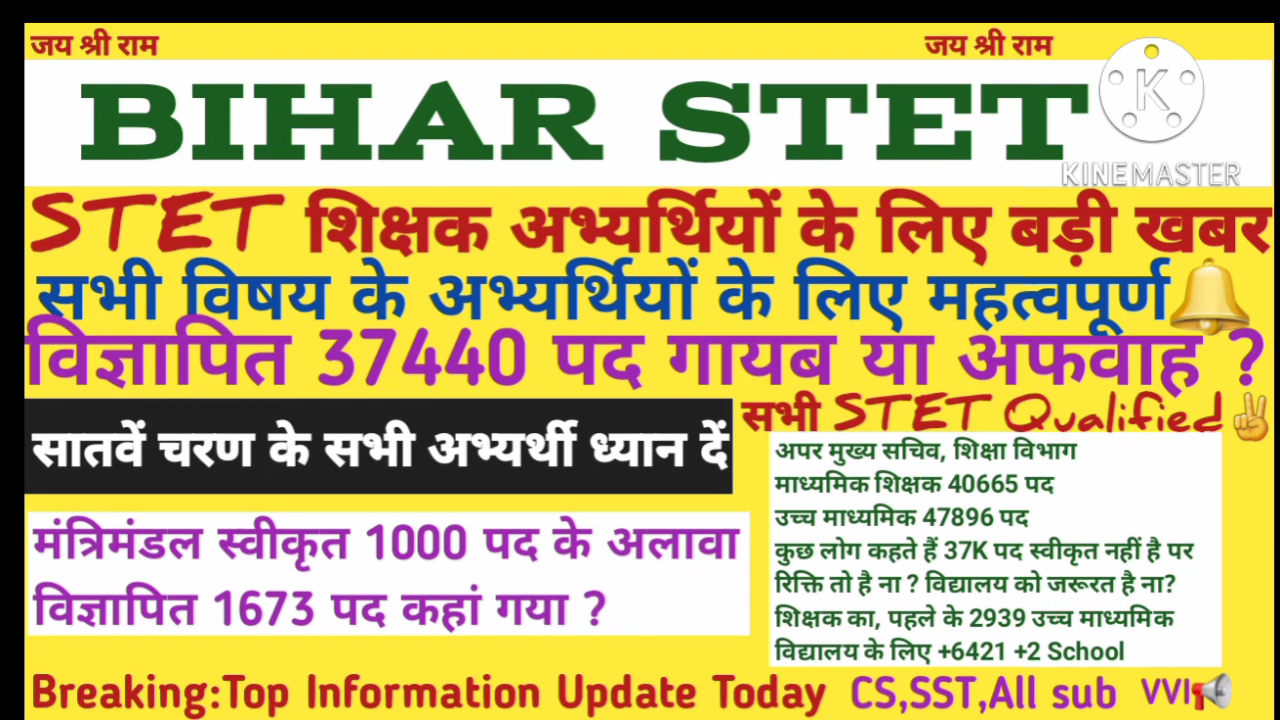 जय श्री राम
जय श्री राम
BIHAR STET
KINEMASTER
STET शिक्षक अभ्यर्थियों के लिए बड़ी खबर
सभी विषय के अभ्यर्थियों के लिए महत्वपूर्ण🔔
विज्ञापित 37440 पद गायब या अफवाह ?
सातवें चरण के सभी अभ्यर्थी ध्यान दें
सभी STET Qualified✌
अपर मुख्य सचिव, शिक्षा विभाग
माध्यमिक शिक्षक 40665 पद
उच्च माध्यमिक 47896 पद
कुछ लोग कहते हैं 37K पद स्वीकृत नहीं है पर
रिक्ति तो है ना ? विद्यालय को जरूरत है ना?
शिक्षक का, पहले के 2939 उच्च माध्यमिक
विद्यालय के लिए +6421 +2 School
मंत्रिमंडल स्वीकृत 1000 पद के अलावा
विज्ञापित 1673 पद कहां गया ?
Breaking:Top Information Update Today CS,SST,All sub VVI📢